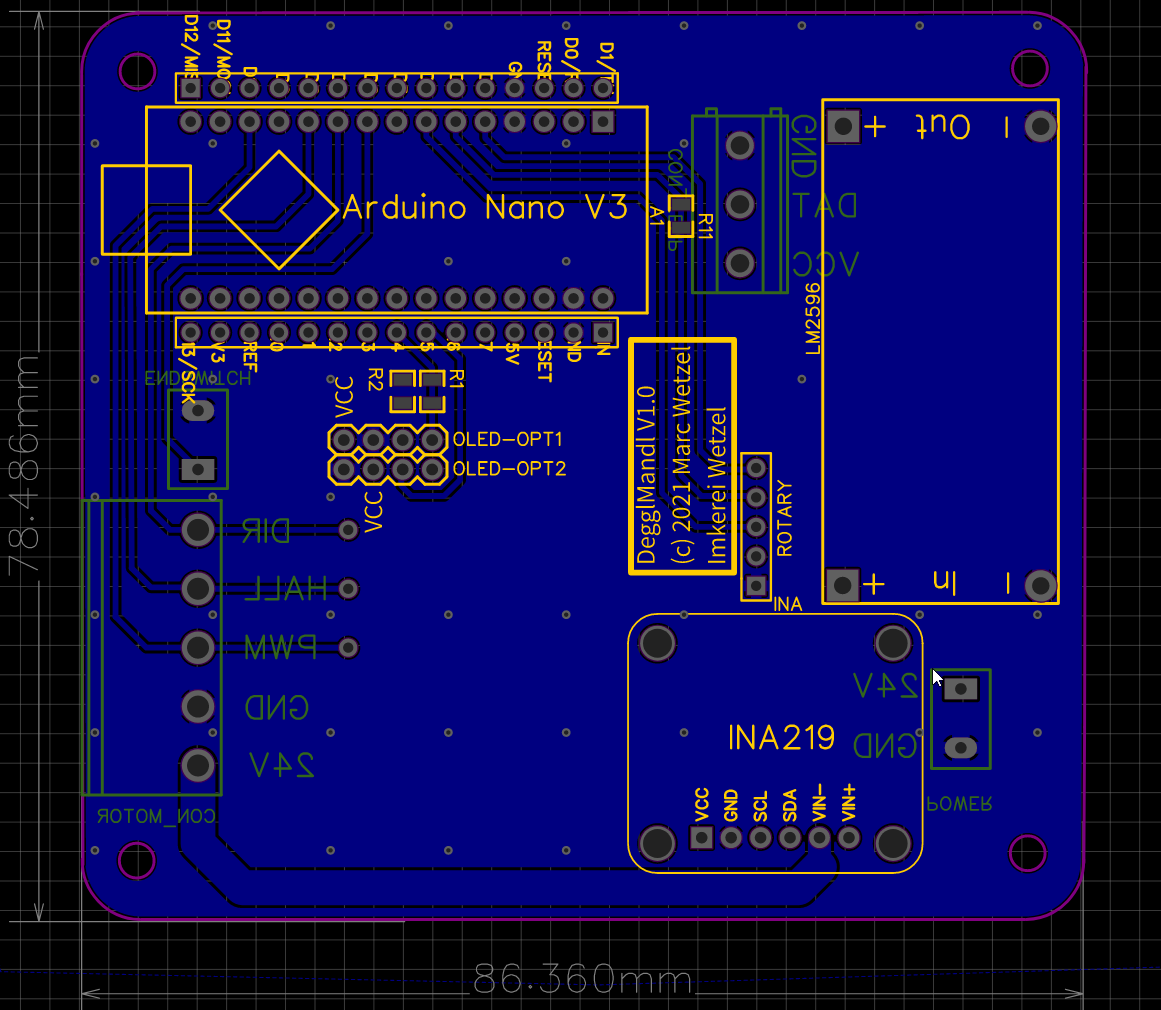 D12/MI
D11/MO
RESE
D0/
D1/T
+ Out -
GND
DAT
VCC
Arduino Nano V3
A1
R11
LM2596
13/SCK
V3
REF
0
1
2
3
4
5
6
7
5V
ESET
ND
IN
END
TCH
R2
R1
VCC
OLED-OPT1
OLED-OPT2
VCC
DegglMandl V1.0
(c) 2021 Marc Wetzel
Imkerei Wetzel
ROTARY
+ In -
DIR
HALL
PWM
GND
24V
CON_MOTOR
INA
INA219
VCC
GND
SCL
SDA
VIN-
VIN+
24V
GND
POWER
78.486mm
86.360mm